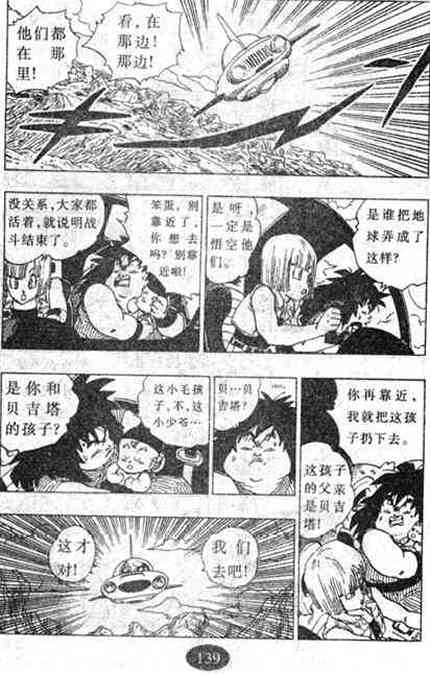 看，在
那边！
那边！
他们都
在那
里！
是谁把地
球弄成了
这样？
是呀，
一定是
悟空他
们。
笨蛋，别
靠近了，
你想去
吗？别靠
近啦！
没关系，大家都
活着，就说明战
斗结束了。
你再靠近，
我就把这孩
子扔下去。
这孩子
的父亲
是贝吉
塔！
贝…贝
吉塔？
这小毛孩
子，不，这
小少爷…
是你和
贝吉塔
的孩子？
我们
去吧！
这才
对！
139